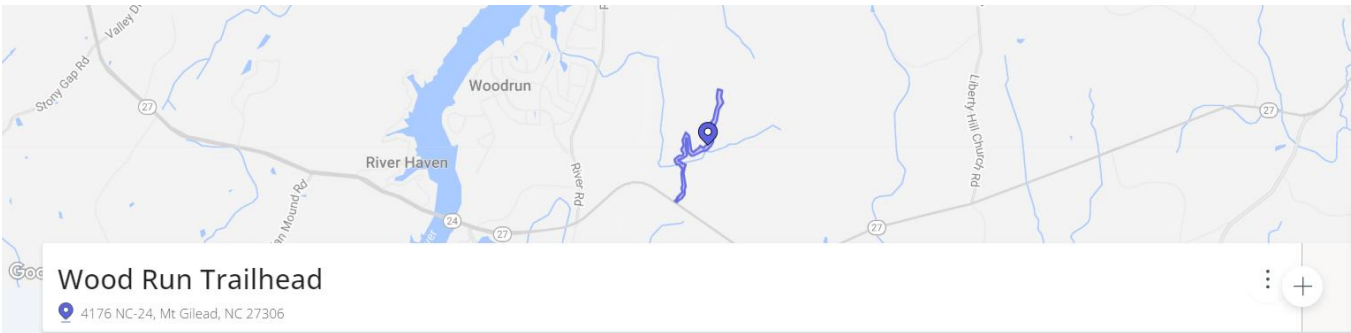 Valley D
Stony Gap Rd
27
Woodrun
River Haven
River Rd
Liberty Hill Church Rd
27
24
27
27
Goo
Wood Run Trailhead
4176 NC-24, Mt Gilead, NC 27306